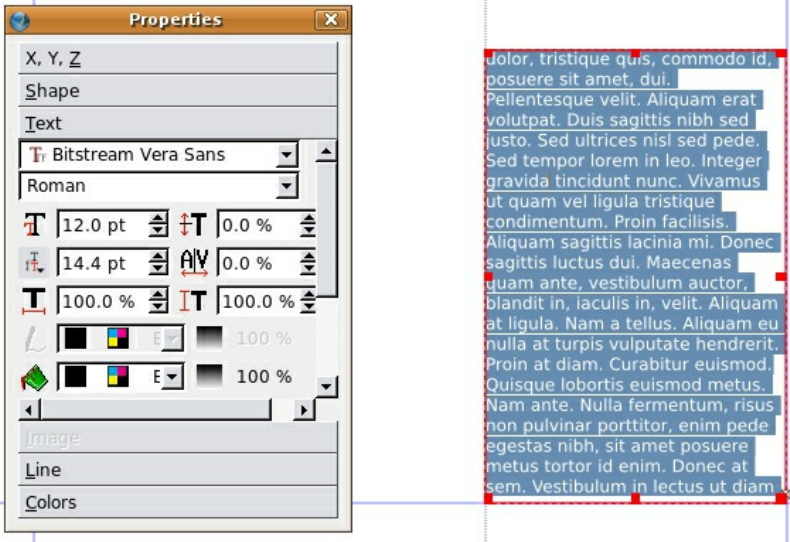 Properties
X, Y, Z
Shape
Text
Bitstream Vera Sans
Roman
12.0 pt
0.0 %
14.4 pt
0.0 %
100.0 %
100.0 %
100 %
100 %
Image
Line
Colors
dolor, tristique quis, commodo id,
posuere sit amet, dui.
Pellentesque velit. Aliquam erat
volutpat. Duis sagittis nibh sed
justo. Sed ultrices nisl sed pede.
Sed tempor lorem in leo. Integer
gravida tincidunt nunc. Vivamus
ut quam vel ligula tristique
condimentum. Proin facilisis.
Aliquam sagittis lacinia mi. Donec
sagittis luctus dui. Maecenas
quam ante, vestibulum auctor,
blandit in, iaculis in, velit. Aliquam
at ligula. Nam a tellus. Aliquam eu
nulla at turpis vulputate hendrerit.
Proin at diam. Curabitur euismod.
Quisque lobortis euismod metus.
Nam ante. Nulla fermentum, risus
non pulvinar porttitor, enim pede
egestas nibh, sit amet posuere
metus tortor id enim. Donec at
sem. Vestibulum in lectus ut diam